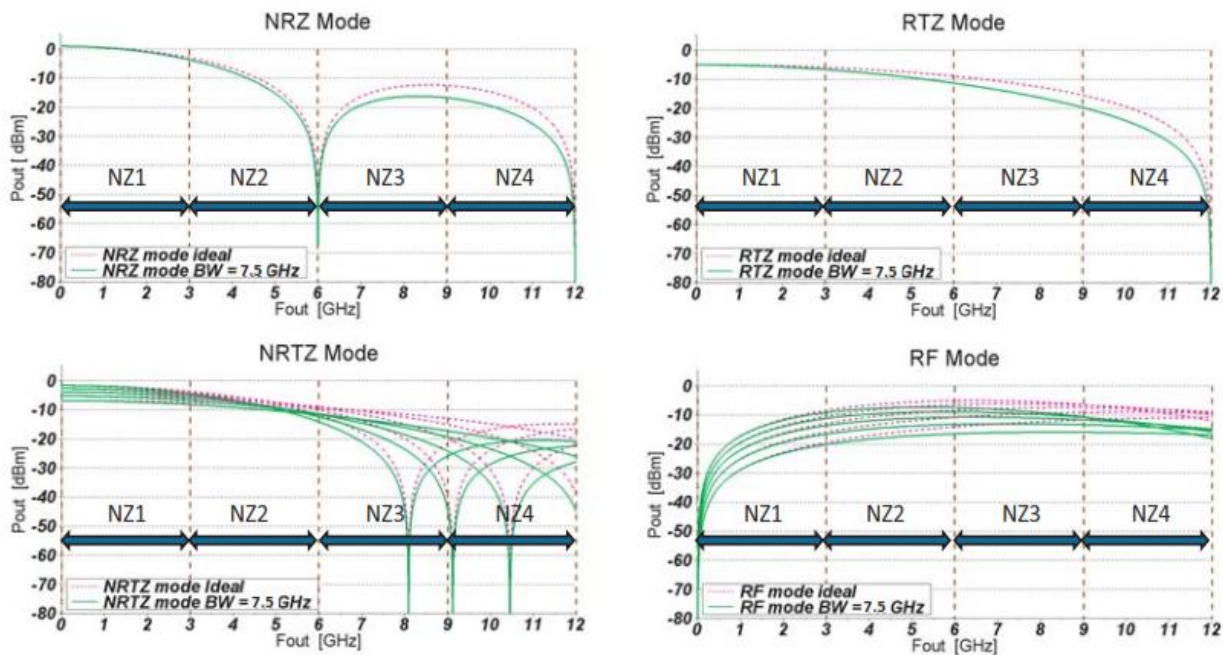 NRZ Mode
Pout [ dBm]
0
-10
-20
-30
-40
-50
-60
-70
-80
NZ1 NZ2 NZ3 NZ4
NRZ mode ideal
NRZ mode BW = 7.5 GHz
0 1 2 3 4 5 6 7 8 9 10 11 12
Fout [GHz]
RTZ Mode
Pout [dBm]
0
-10
-20
-30
-40
-50
-60
-70
-80
NZ1 NZ2 NZ3 NZ4
RTZ mode ideal
RTZ mode BW = 7.5 GHz
0 1 2 3 4 5 6 7 8 9 10 11 12
Fout [GHz]
NRTZ Mode
Pout [dBm]
0
-10
-20
-30
-40
-50
-60
-70
-80
NZ1 NZ2 NZ3 NZ4
NRTZ mode Ideal
NRTZ mode BW = 7.5 GHz
0 1 2 3 4 5 6 7 8 9 10 11 12
Fout [GHz]
RF Mode
Pout [dBm]
0
-10
-20
-30
-40
-50
-60
-70
-80
NZ1 NZ2 NZ3 NZ4
RF mode ideal
RF mode BW = 7.5 GHz
0 1 2 3 4 5 6 7 8 9 10 11 12
Fout [GHz]